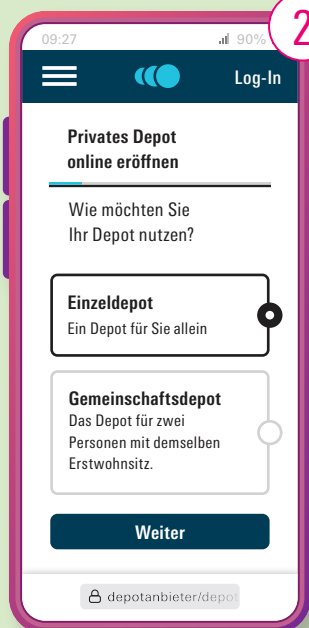 2
09:27 90%
Log-In
Privates Depot
online eröffnen
Wie möchten Sie
Ihr Depot nutzen?
Einzeldepot
Ein Depot für Sie allein
Gemeinschaftsdepot
Das Depot für zwei
Personen mit demselben
Erstwohnsitz.
Weiter
depotanbieter/depot